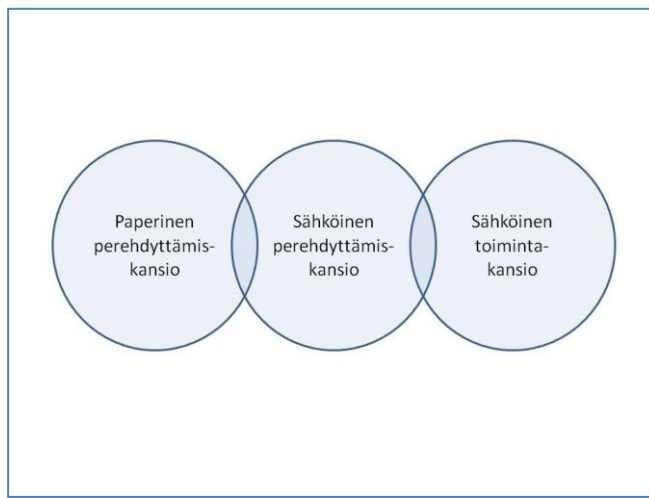 Paperinen
perehdyttämis-
kansio
Sähköinen
perehdyttämis-
kansio
Sähköinen
toiminta-
kansio